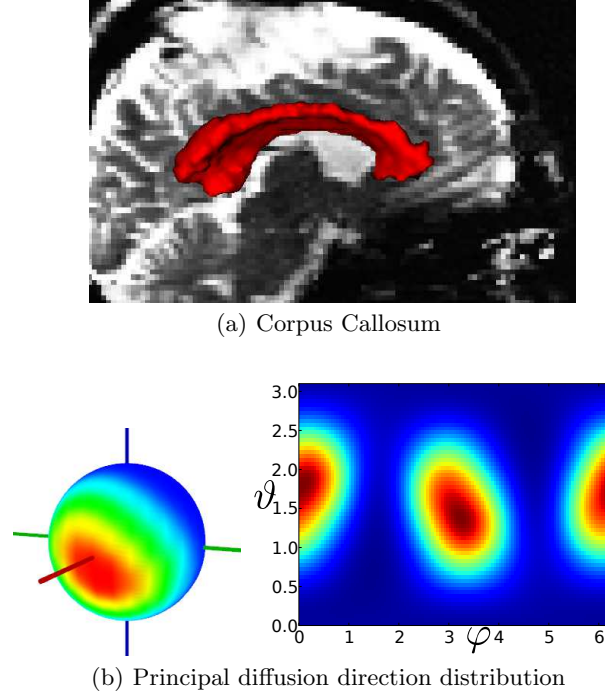 (a) Corpus Callosum
3.0
2.5
2.0
ϑ
1.5
1.0
0.5
0.0
0 1 2 3 φ 4 5 6
(b) Principal diffusion direction distribution